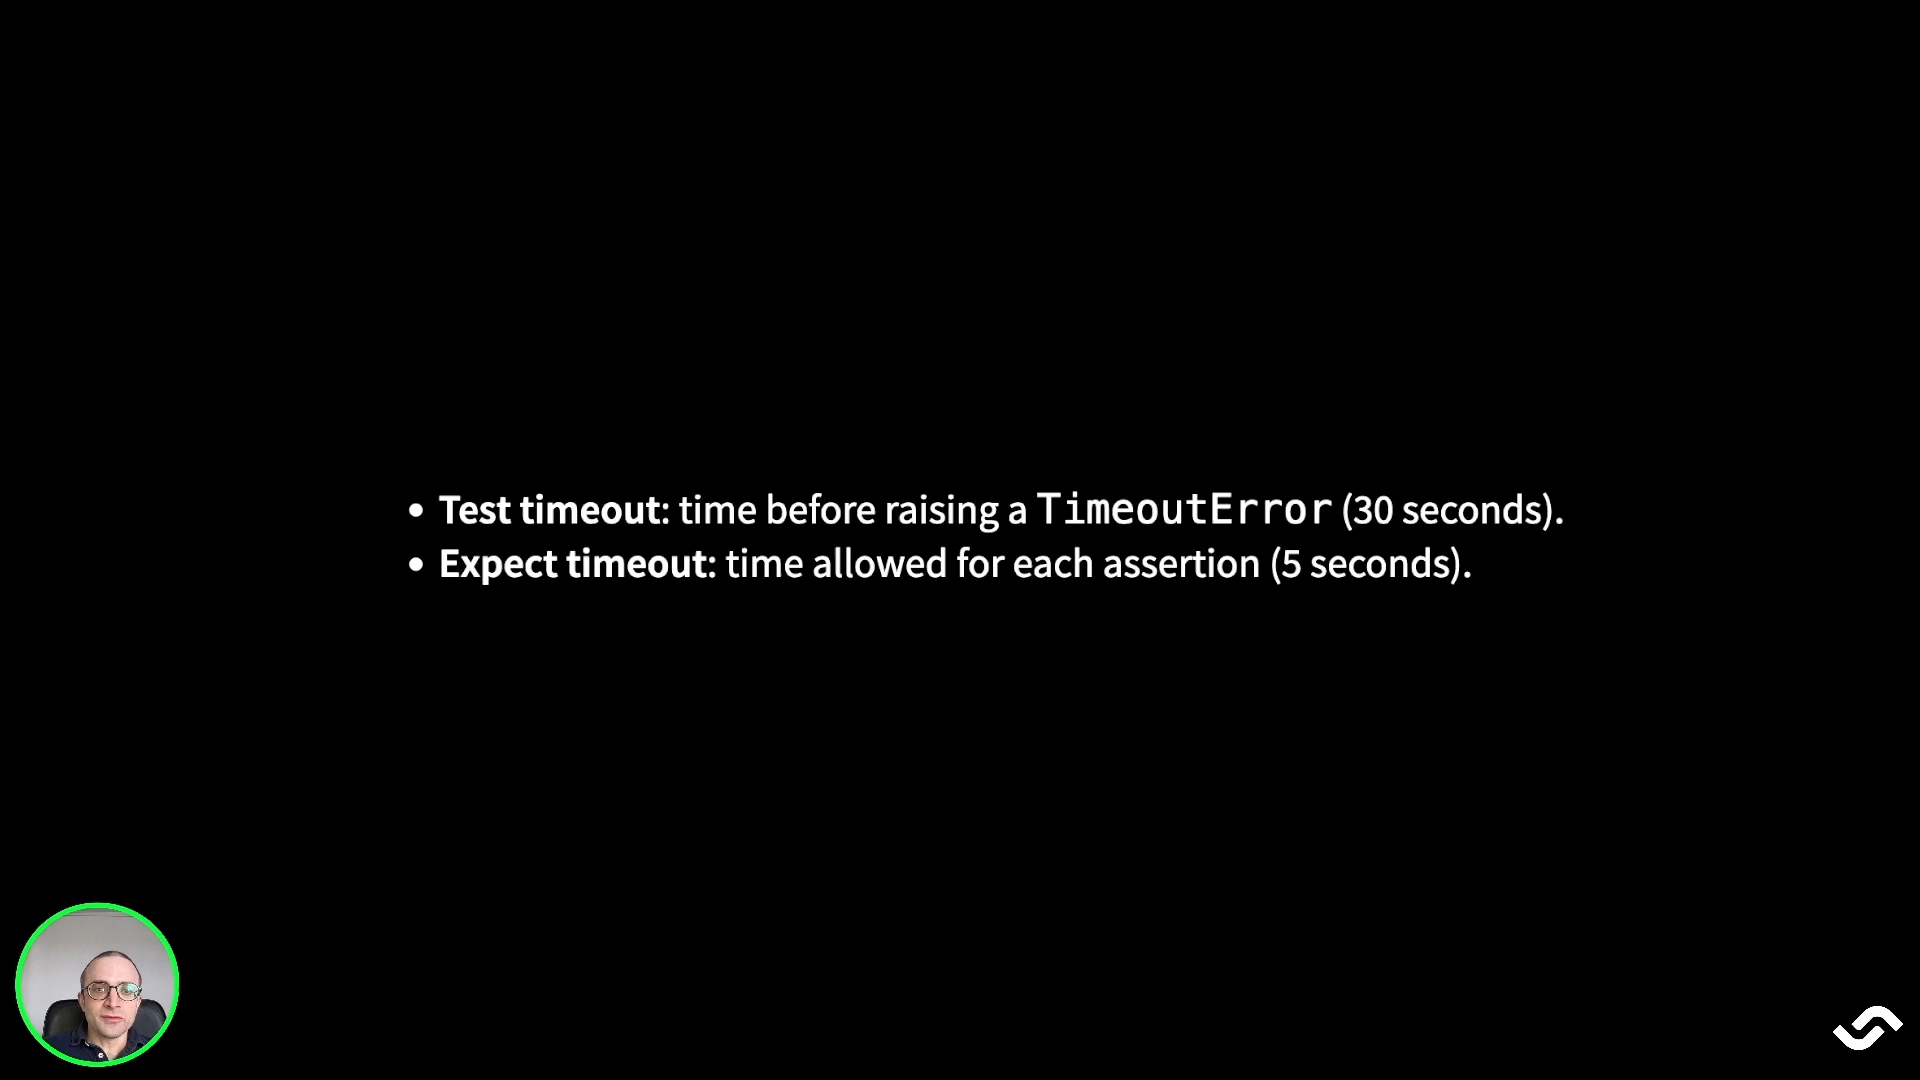 • Test timeout: time before raising a TimeoutError (30 seconds).
• Expect timeout: time allowed for each assertion (5 seconds).